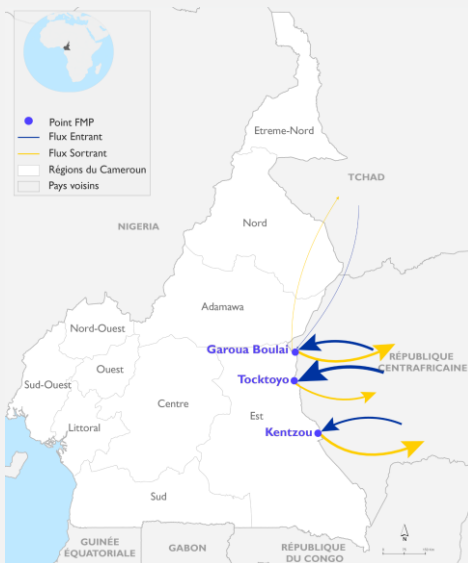 Point FMP
Flux Entrant
Flux Sortrant
Régions du Cameroun
Pays voisins
Etreme-Nord
TCHAD
Nord
NIGERIA
Adamawa
Nord-Ouest
Garoua Boulai
RÉPUBLIQUE
CENTRAFRICAINE
Ouest
Tocktoyo
Sud-Ouest
Centre
Est
Littoral
Kentzou
Sud
N
GUINÉE
ÉQUATORIALE
GABON
RÉPUBLIQUE
DU CONGO